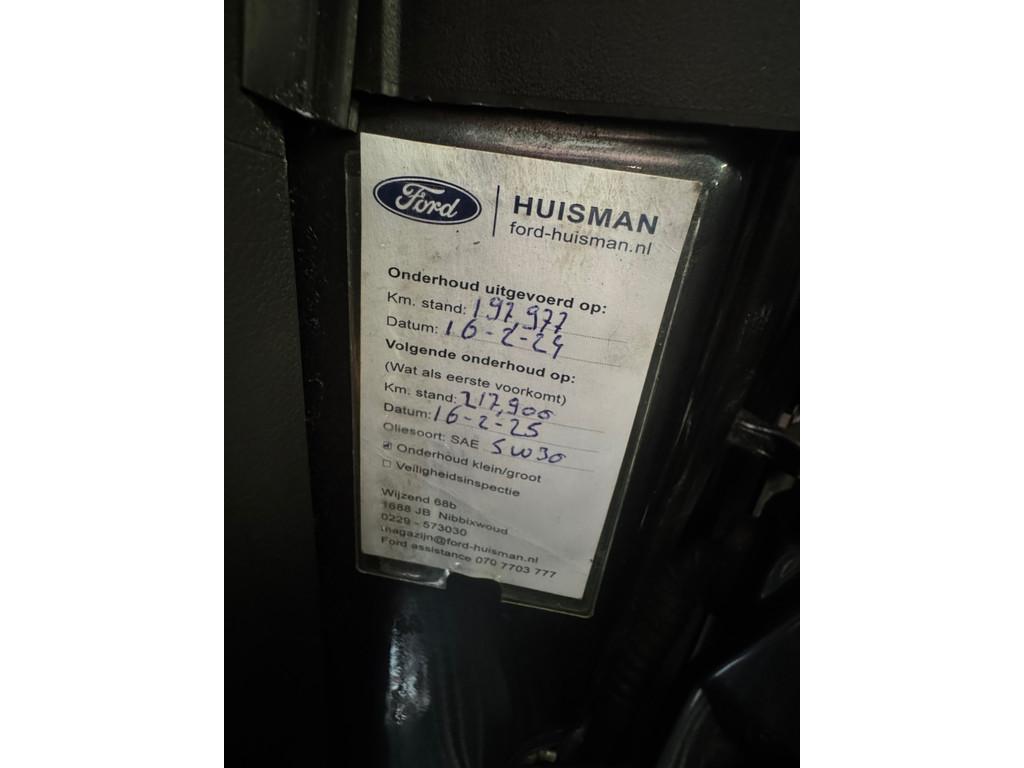 Ford | HUISMAN
ford-huisman.nl
Onderhoud uitgevoerd op:
Km. stand: 197,977
Datum: 16-2-24
Volgende onderhoud op:
(Wat als eerste voorkomt)
Km. stand: 217,900
Datum: 16-2-25
Oliesoort: SAE 5W30
Onderhoud klein/groot
Veiligheidsinspectie
Wijzend 68b
1688 JB Nibbixwoud
0229 - 573030
magazijn@ford-huisman.nl
Ford assistance 070 7703 777